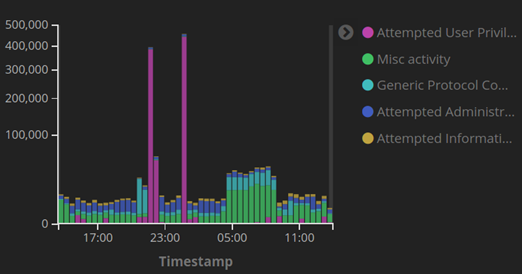 500,000
400,000
300,000
200,000
100,000
0
17:00 23:00 05:00 11:00
Timestamp
Attempted User Privil...
Misc activity
Generic Protocol Co...
Attempted Administr...
Attempted Informati...